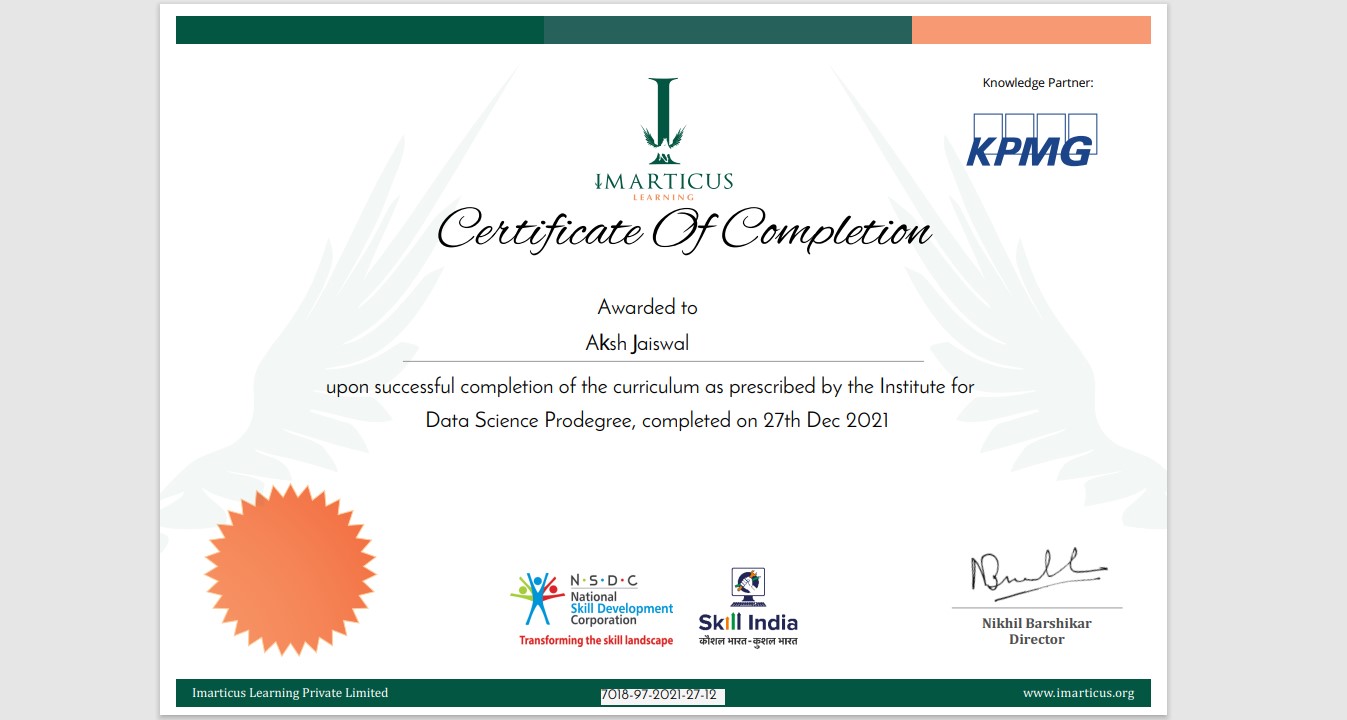 Knowledge Partner:
KPMG
IMARTICUS
LEARNING
Certificate Of Completion
Awarded to
Aksh Jaiswal
upon successful completion of the curriculum as prescribed by the Institute for
Data Science Prodegree, completed on 27th Dec 2021
N·S·D·C
National
Skill Development
Corporation
Transforming the skill landscape
Skill India
कौशल भारत-कुशल भारत
Nikhil Barshikar
Director
Imarticus Learning Private Limited
7018-97-2021-27-12
www.imarticus.org